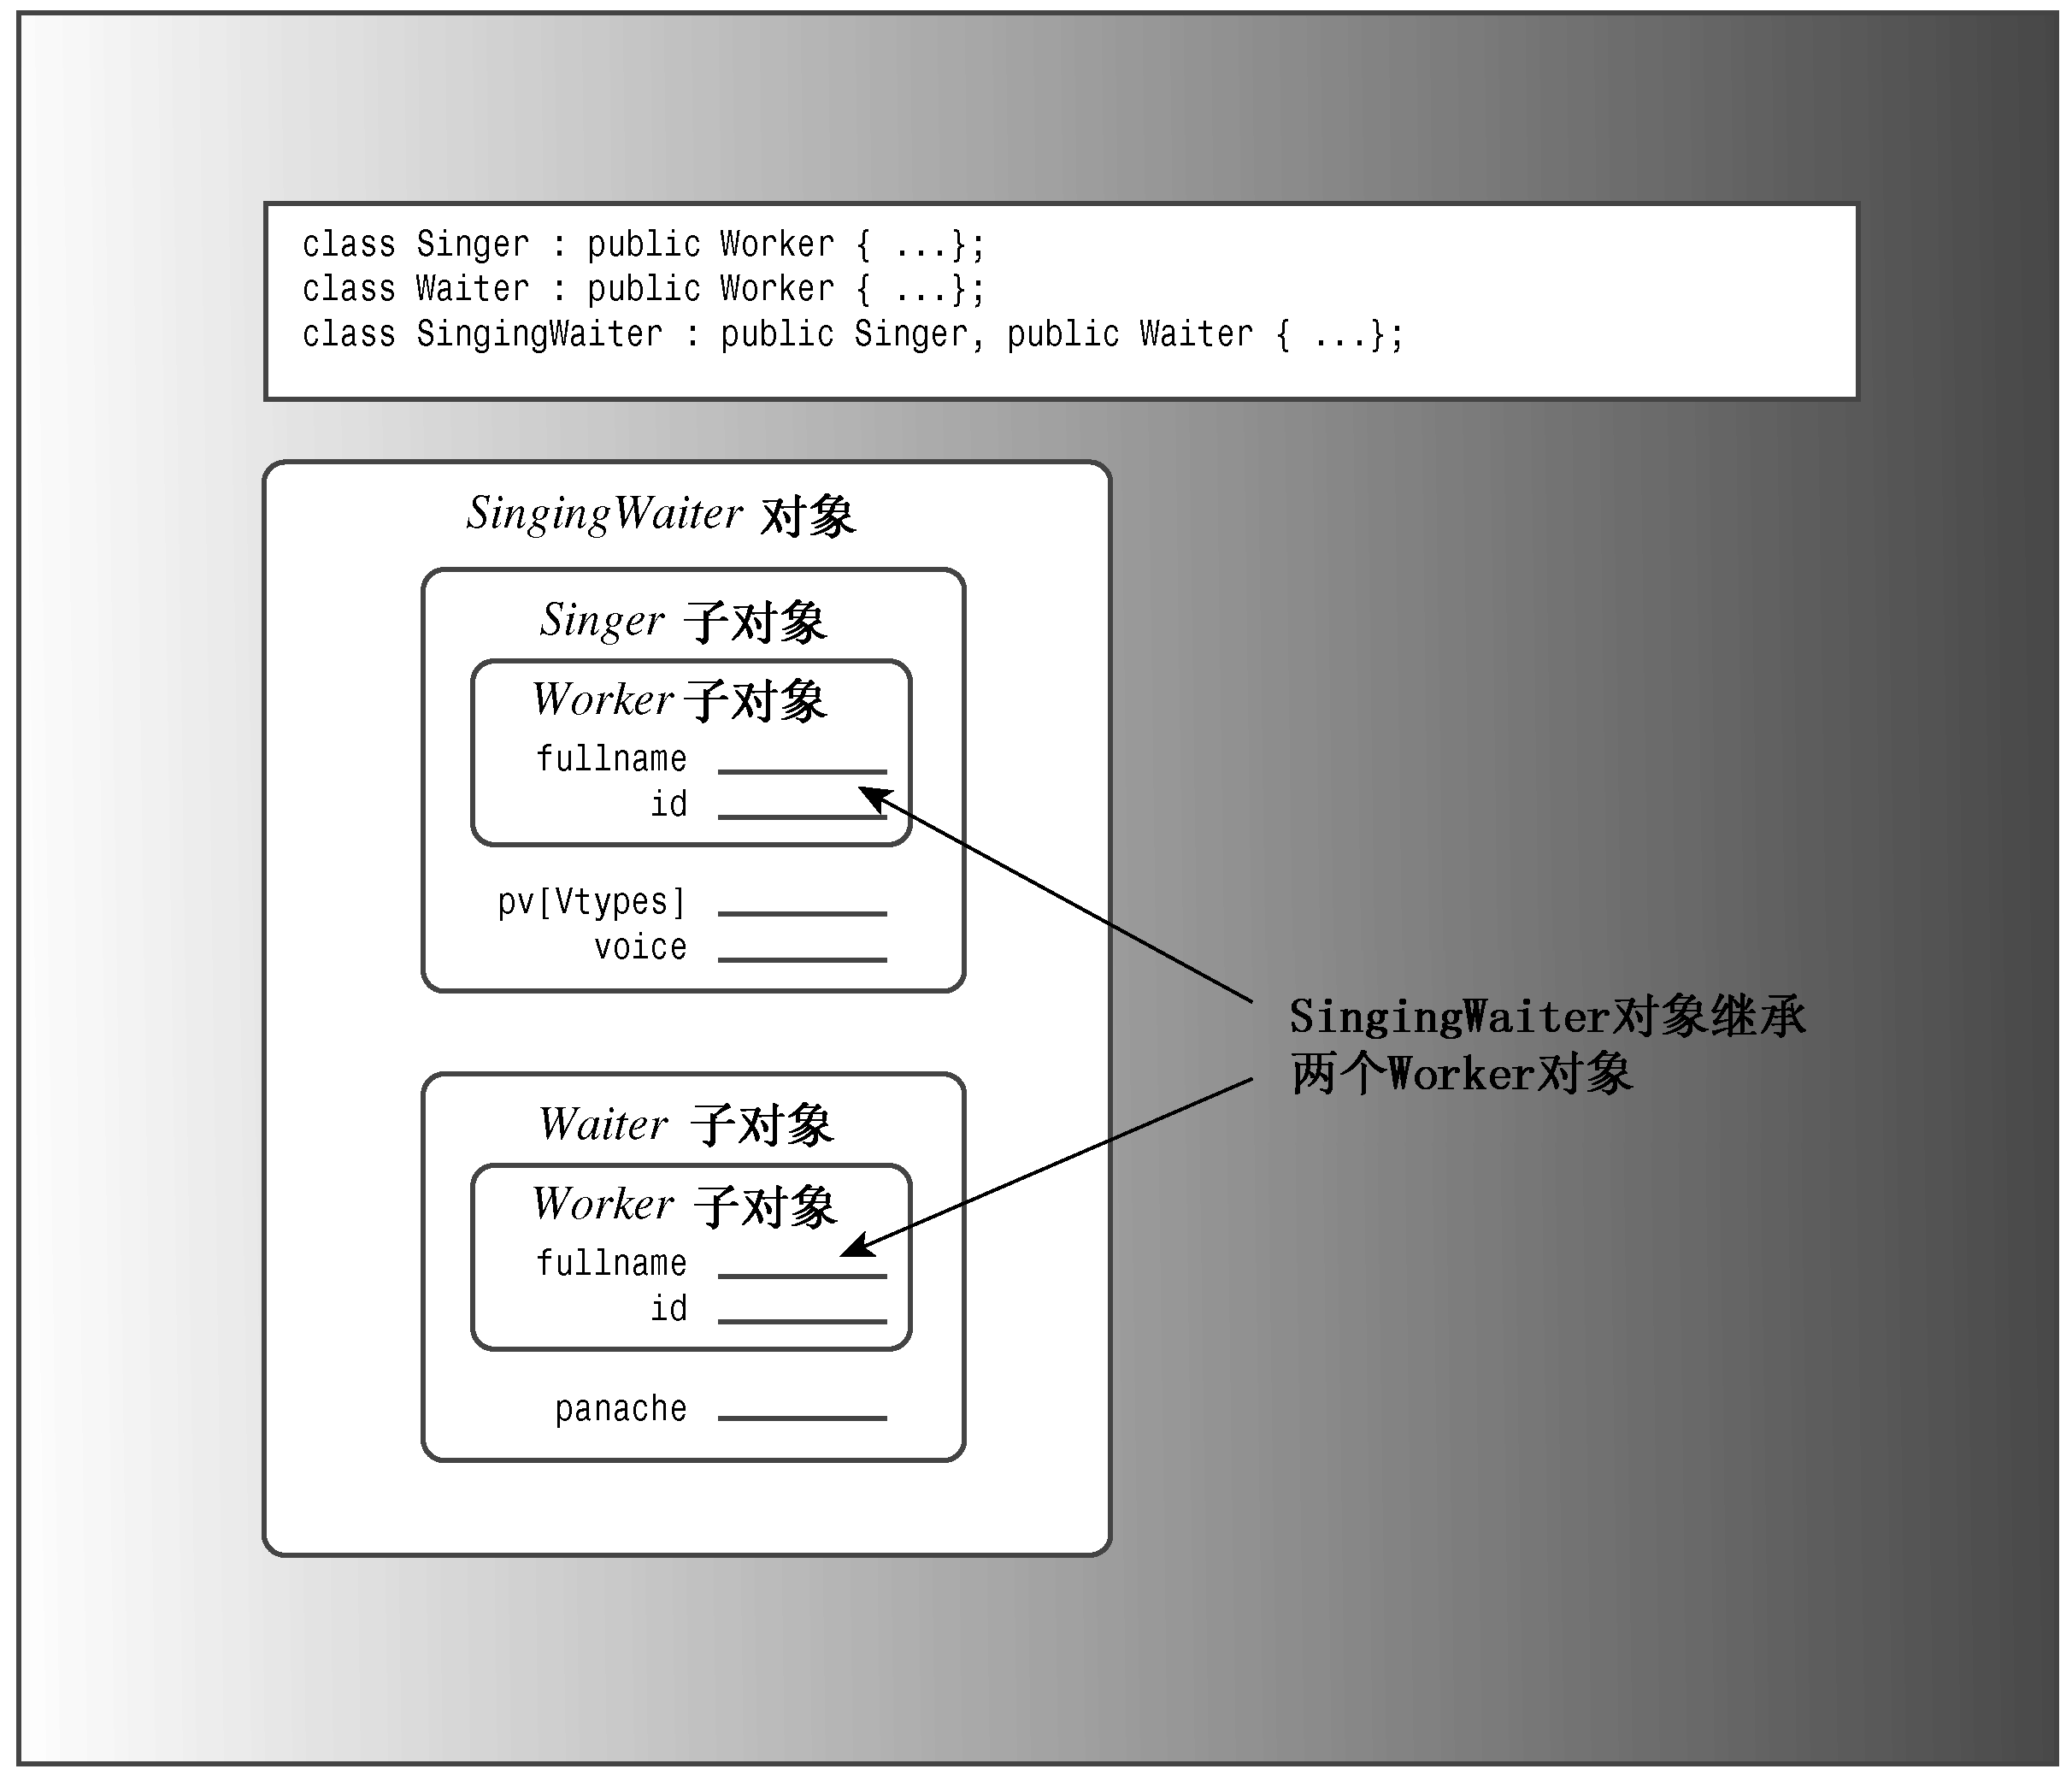 class Singer : public Worker { ...};
class Waiter : public Worker { ...};
class SingingWaiter : public Singer, public Waiter { ...};
SingingWaiter 对象
Singer 子对象
Worker 子对象
fullname
id
pv[Vtypes]
voice
SingingWaiter对象继承
两个Worker对象
Waiter 子对象
Worker 子对象
fullname
id
panache